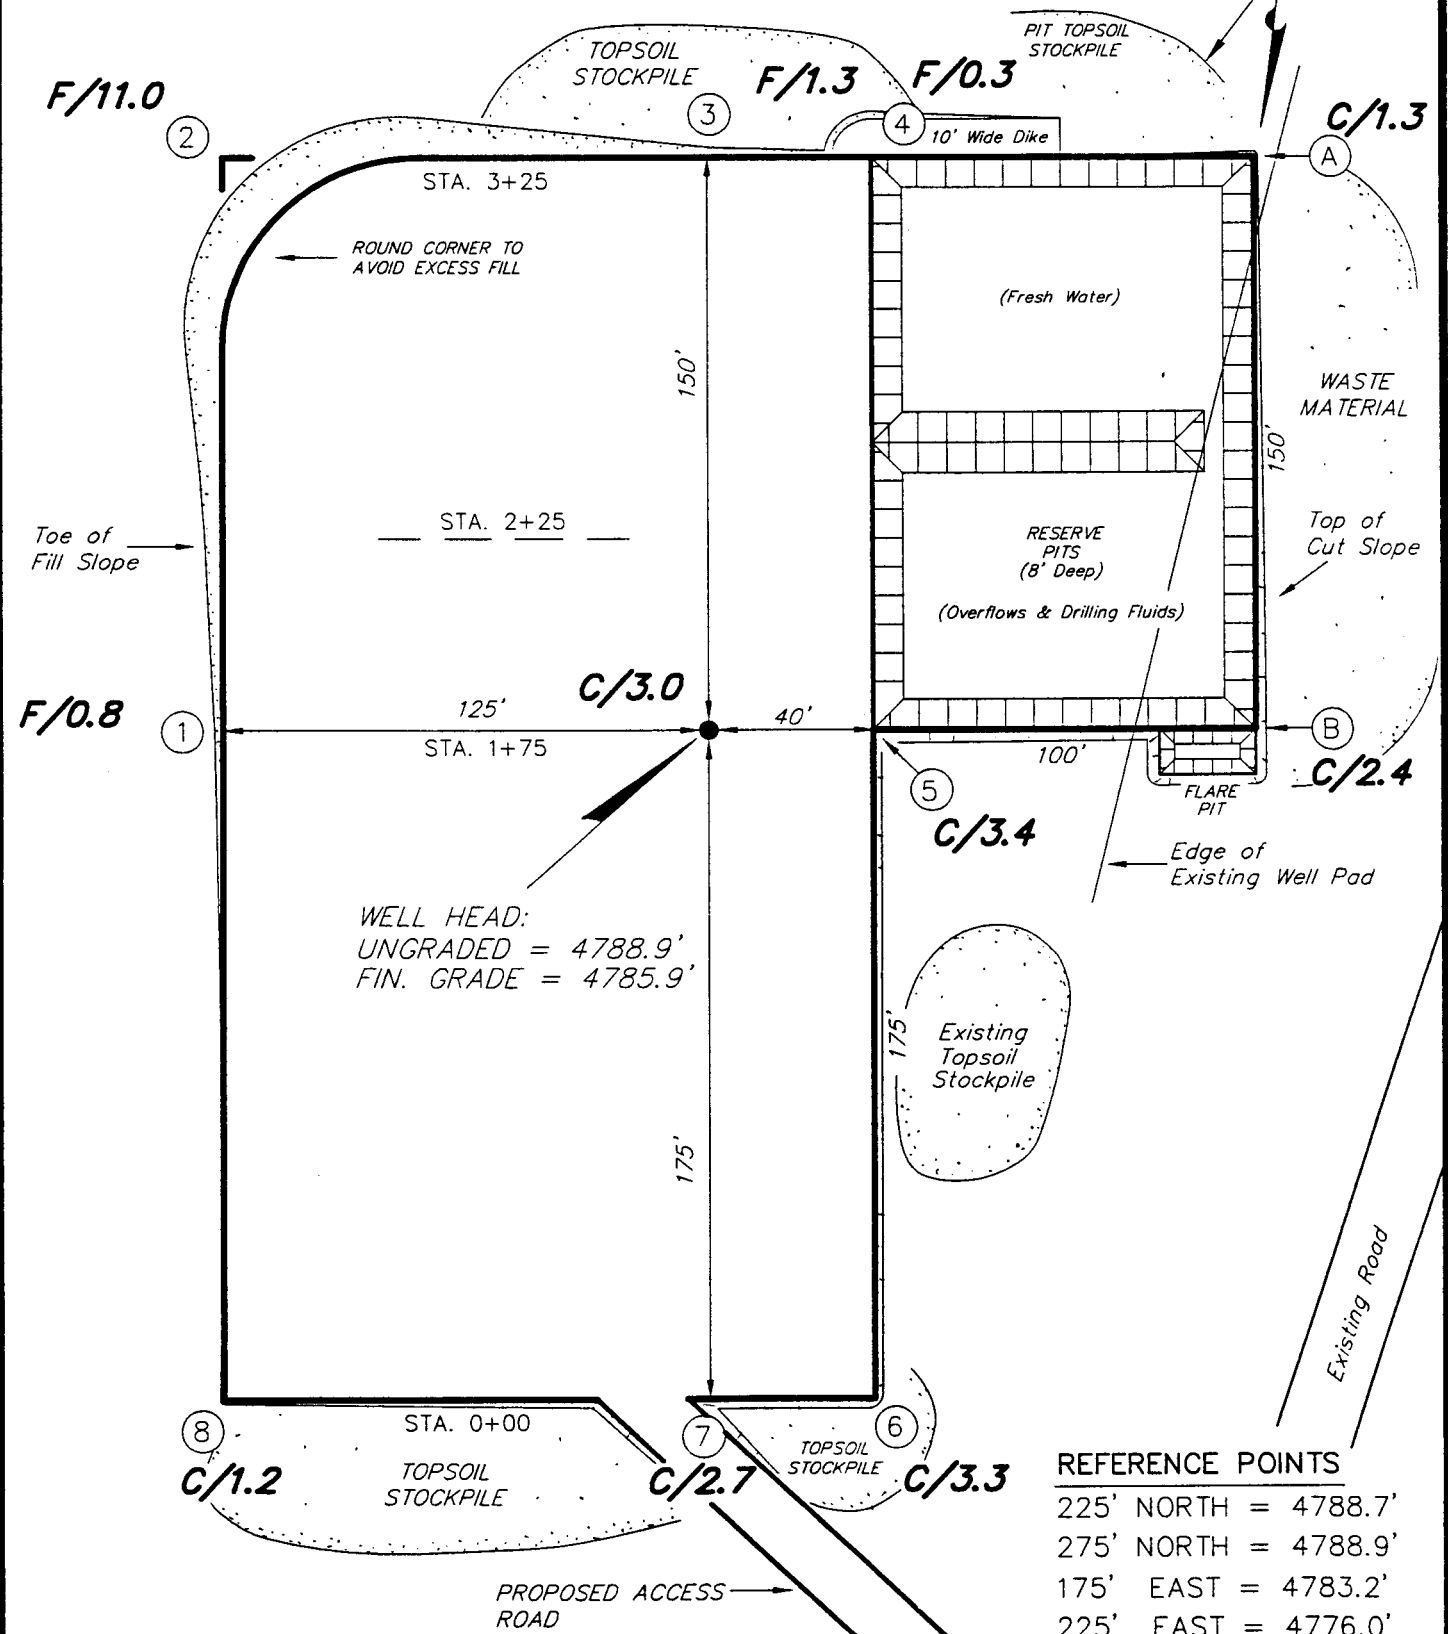 PIT TOPSOIL
STOCKPILE
TOPSOIL
STOCKPILE
F/11.0
F/1.3
F/0.3
C/1.3
2
3
4
10' Wide Dike
A
STA. 3+25
ROUND CORNER TO
AVOID EXCESS FILL
(Fresh Water)
150'
WASTE
MATERIAL
150'
Toe of
Fill Slope
STA. 2+25
RESERVE
PITS
(8' Deep)
(Overflows & Drilling Fluids)
Top of
Cut Slope
F/0.8
1
125'
C/3.0
40'
STA. 1+75
B
100'
C/2.4
5
FLARE
PIT
C/3.4
Edge of
Existing Well Pad
WELL HEAD:
UNGRADED = 4788.9'
FIN. GRADE = 4785.9'
175'
Existing
Topsoil
Stockpile
175'
Existing Road
8
STA. 0+00
7
6
C/1.2
TOPSOIL
STOCKPILE
C/2.7
TOPSOIL
STOCKPILE
C/3.3
REFERENCE POINTS
225' NORTH = 4788.7'
275' NORTH = 4788.9'
175' EAST = 4783.2'
225' EAST = 4776.0'
PROPOSED ACCESS
ROAD